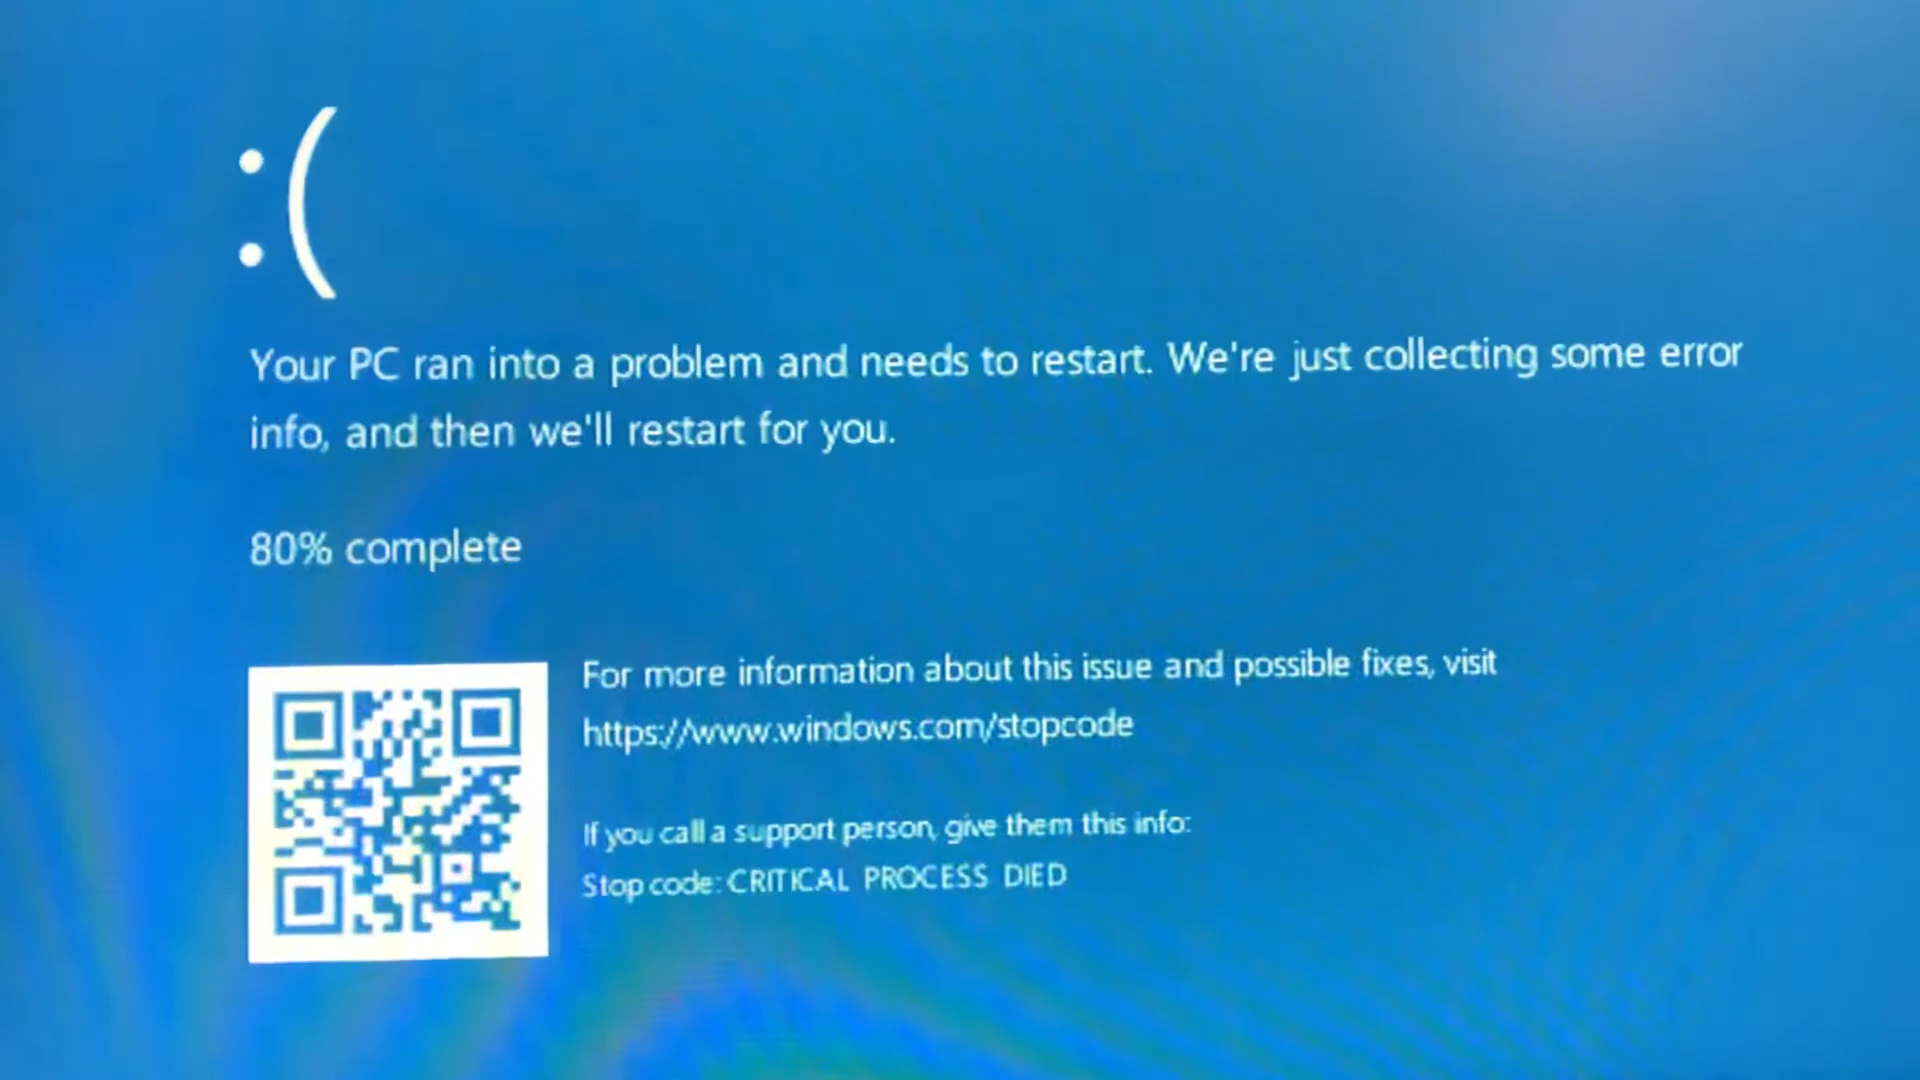 :(
Your PC ran into a problem and needs to restart. We're just collecting some error
info, and then we'll restart for you.
80% complete
For more information about this issue and possible fixes, visit
https://www.windows.com/stopcode
If you call a support person, give them this info:
Stop code: CRITICAL PROCESS DIED